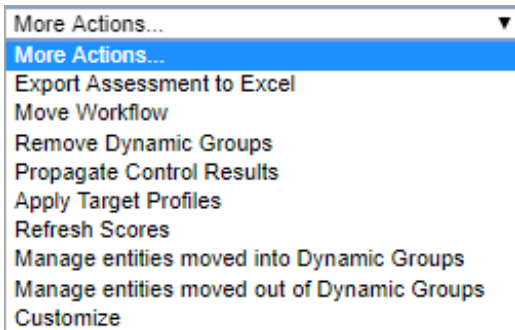 More Actions...
More Actions...
Export Assessment to Excel
Move Workflow
Remove Dynamic Groups
Propagate Control Results
Apply Target Profiles
Refresh Scores
Manage entities moved into Dynamic Groups
Manage entities moved out of Dynamic Groups
Customize